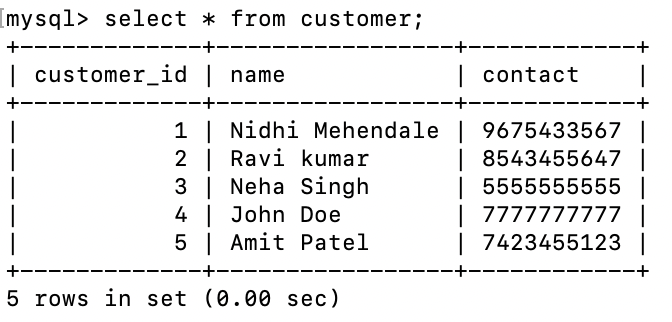 mysql> select * from customer;
+-------------+----------------+------------+
| customer_id | name           | contact    |
+-------------+----------------+------------+
|           1 | Nidhi Mehendale | 9675433567 |
|           2 | Ravi kumar     | 8543455647 |
|           3 | Neha Singh     | 5555555555 |
|           4 | John Doe       | 7777777777 |
|           5 | Amit Patel     | 7423455123 |
+-------------+----------------+------------+
5 rows in set (0.00 sec)